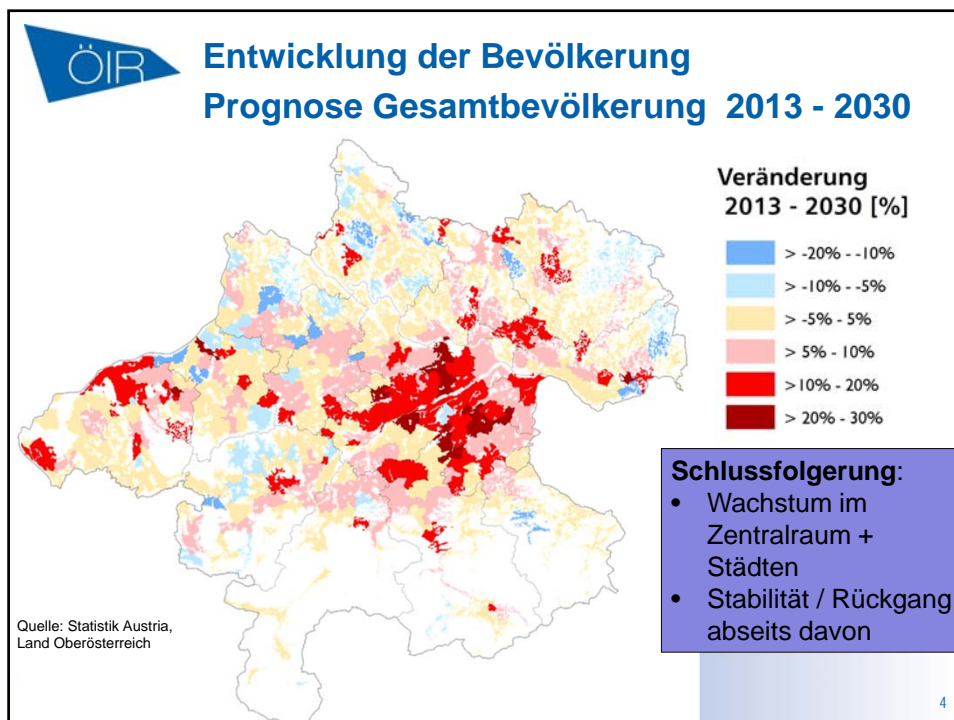 ÖIR
Entwicklung der Bevölkerung
Prognose Gesamtbevölkerung 2013 - 2030
Veränderung
2013 - 2030 [%]
> -20% - -10%
> -10% - -5%
> -5% - 5%
> 5% - 10%
>10% - 20%
> 20% - 30%
Schlussfolgerung:
• Wachstum im
Zentralraum +
Städten
• Stabilität / Rückgang
abseits davon
Quelle: Statistik Austria,
Land Oberösterreich
4